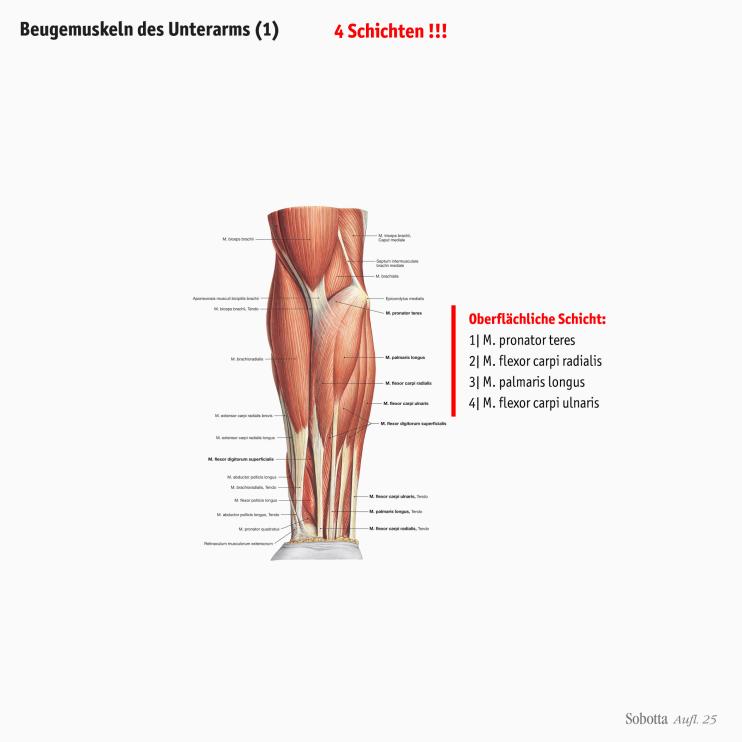 Beugemuskeln des Unterarms (1)
4 Schichten !!!
M. biceps brachii
Aponeurosis musculi bicipitis brachii
M. biceps brachii, Tendo
M. brachioradialis
M. extensor carpi radialis brevis
M. extensor carpi radialis longus
M. flexor digitorum superficialis
M. abductor pollicis longus
M. brachioradialis, Tendo
M. flexor pollicis longus
M. abductor pollicis longus, Tendo
M. pronator quadratus
Retinaculum musculorum extensorum
M. triceps brachii,
Caput mediale
Septum intermusculare
brachii mediale
M. brachialis
Epicondylus medialis
M. pronator teres
M. palmaris longus
M. flexor carpi radialis
M. flexor carpi ulnaris
M. flexor digitorum superficialis
M. flexor carpi ulnaris, Tendo
M. palmaris longus, Tendo
M. flexor carpi radialis, Tendo
Oberflächliche Schicht:
1| M. pronator teres
2| M. flexor carpi radialis
3| M. palmaris longus
4| M. flexor carpi ulnaris
Sobotta Aufl. 25